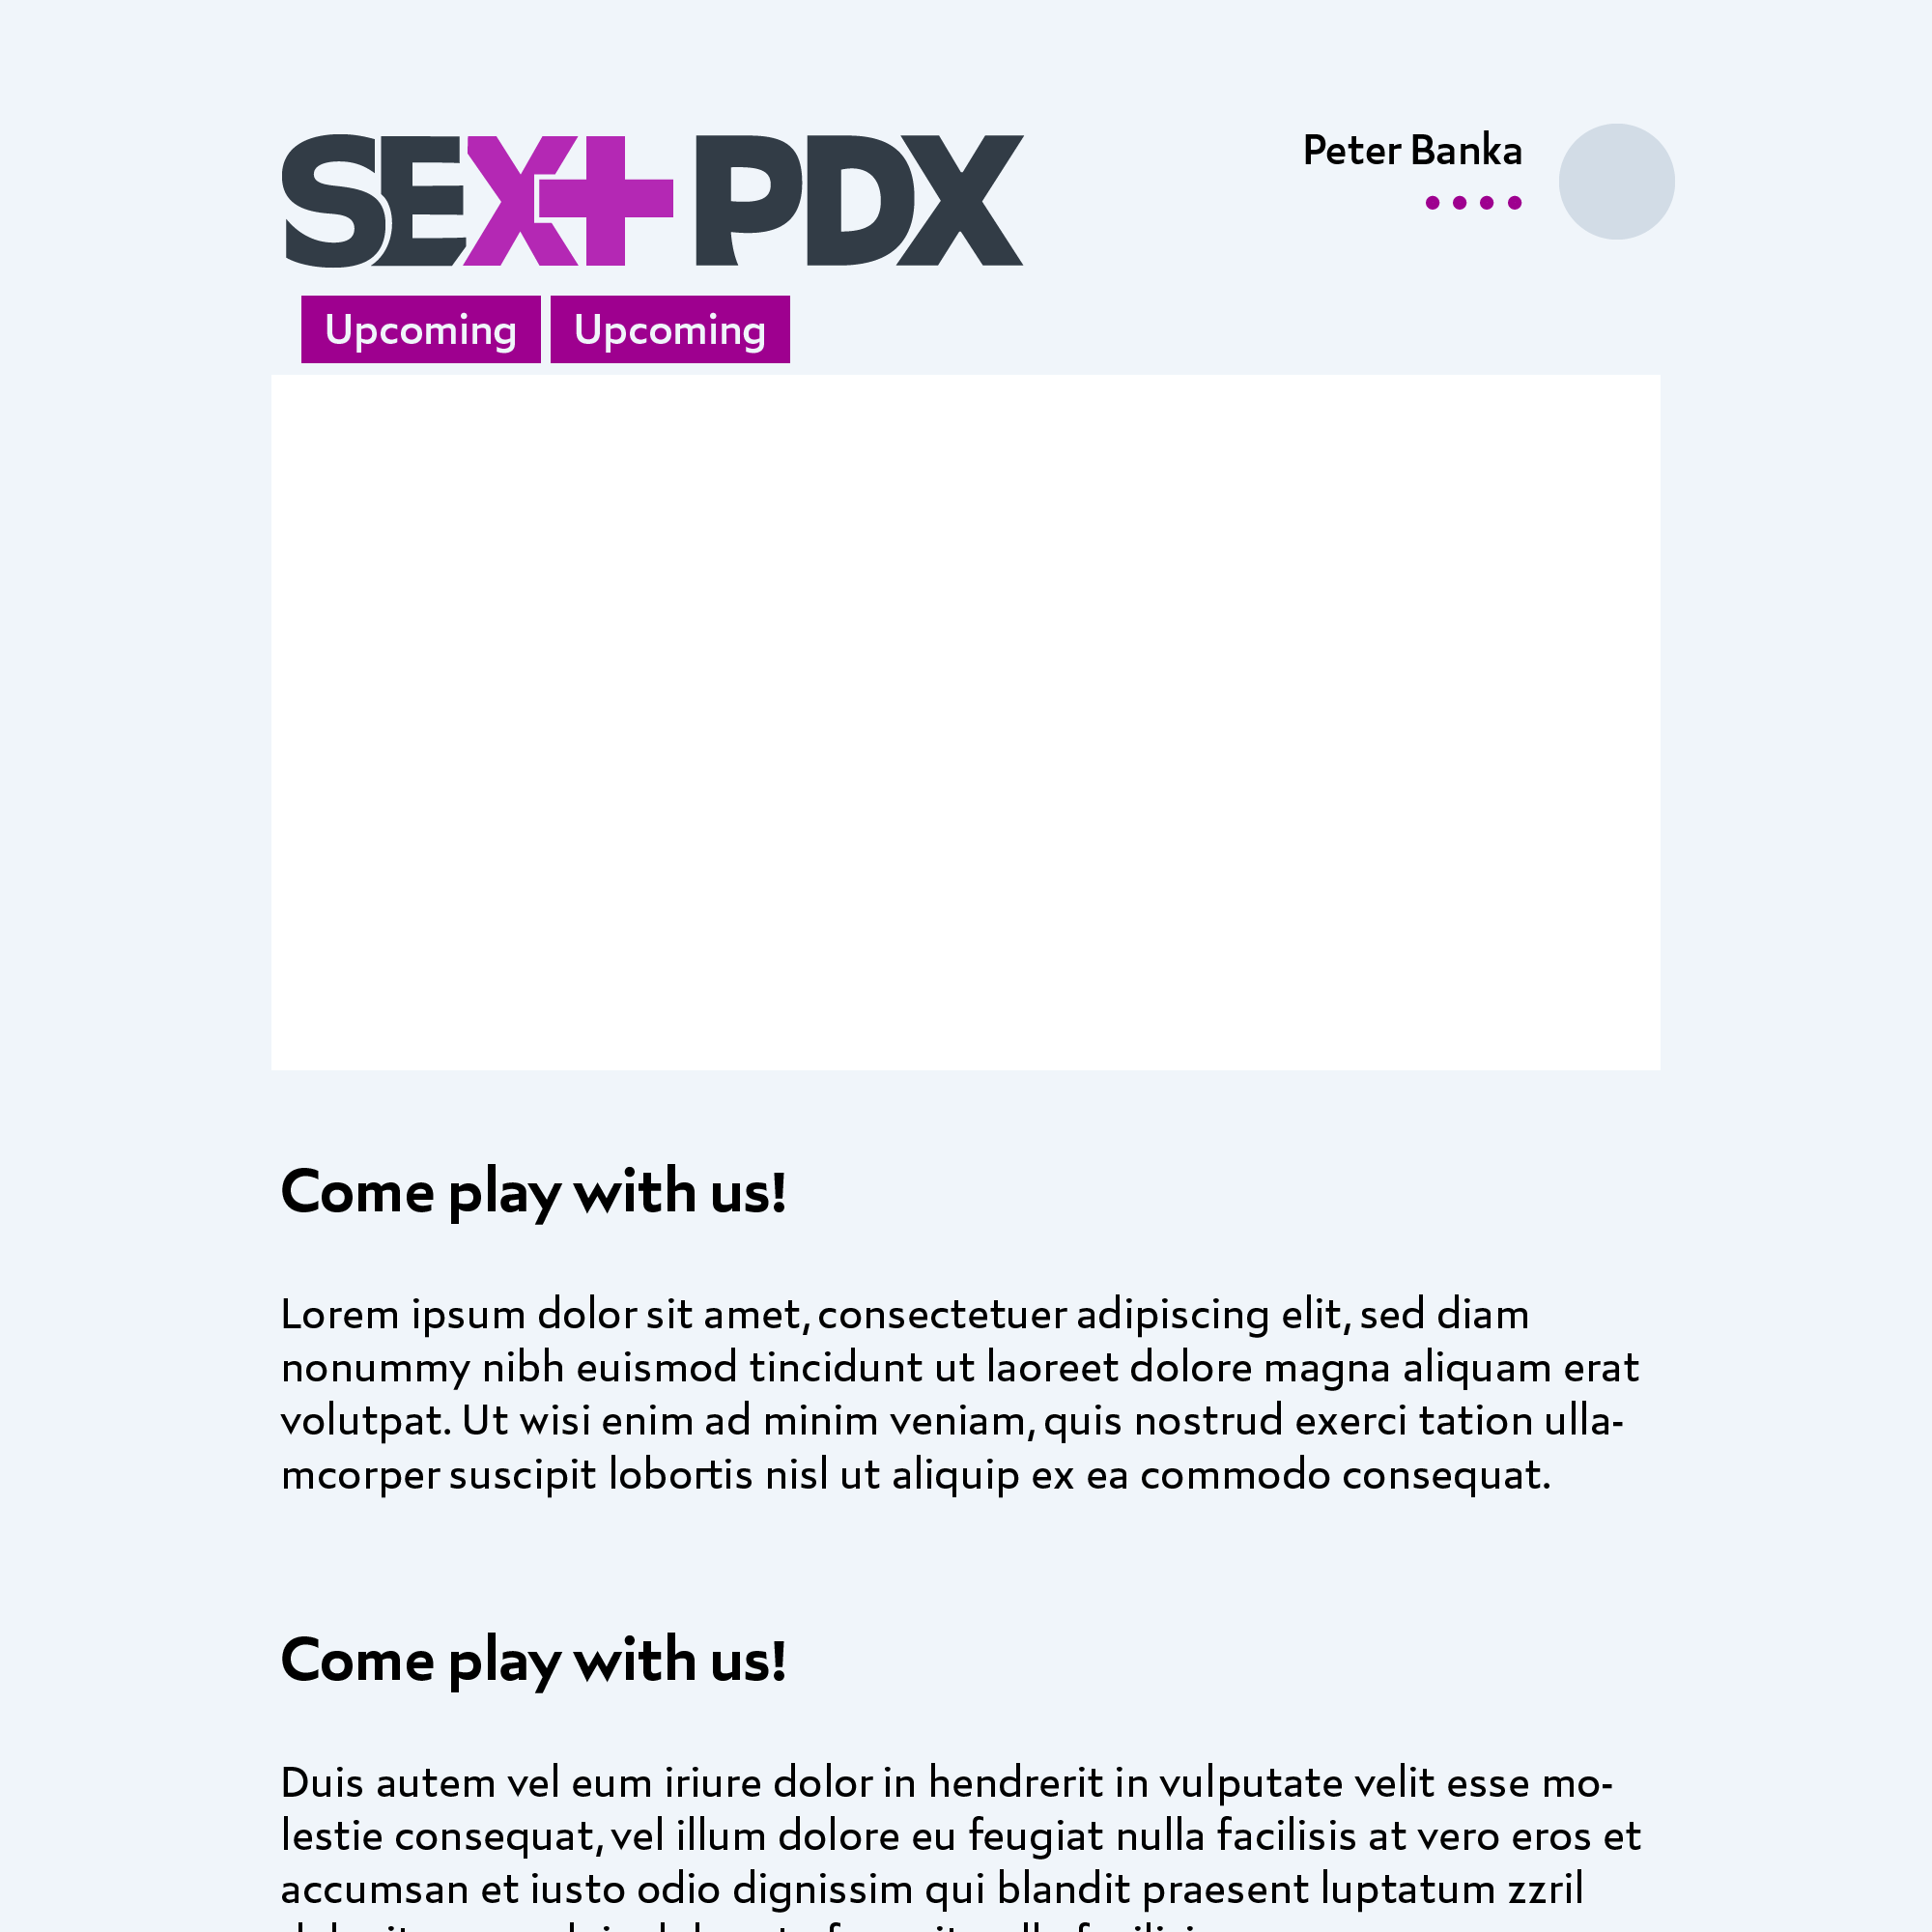 SEX+ PDX
Peter Banka
Upcoming Upcoming
Come play with us!
Lorem ipsum dolor sit amet, consectetuer adipiscing elit, sed diam
nonummy nibh euismod tincidunt ut laoreet dolore magna aliquam erat
volutpat. Ut wisi enim ad minim veniam, quis nostrud exerci tation ulla-
mcorper suscipit lobortis nisl ut aliquip ex ea commodo consequat.
Come play with us!
Duis autem vel eum iriure dolor in hendrerit in vulputate velit esse mo-
lestie consequat, vel illum dolore eu feugiat nulla facilisis at vero eros et
accumsan et iusto odio dignissim qui blandit praesent luptatum zzril